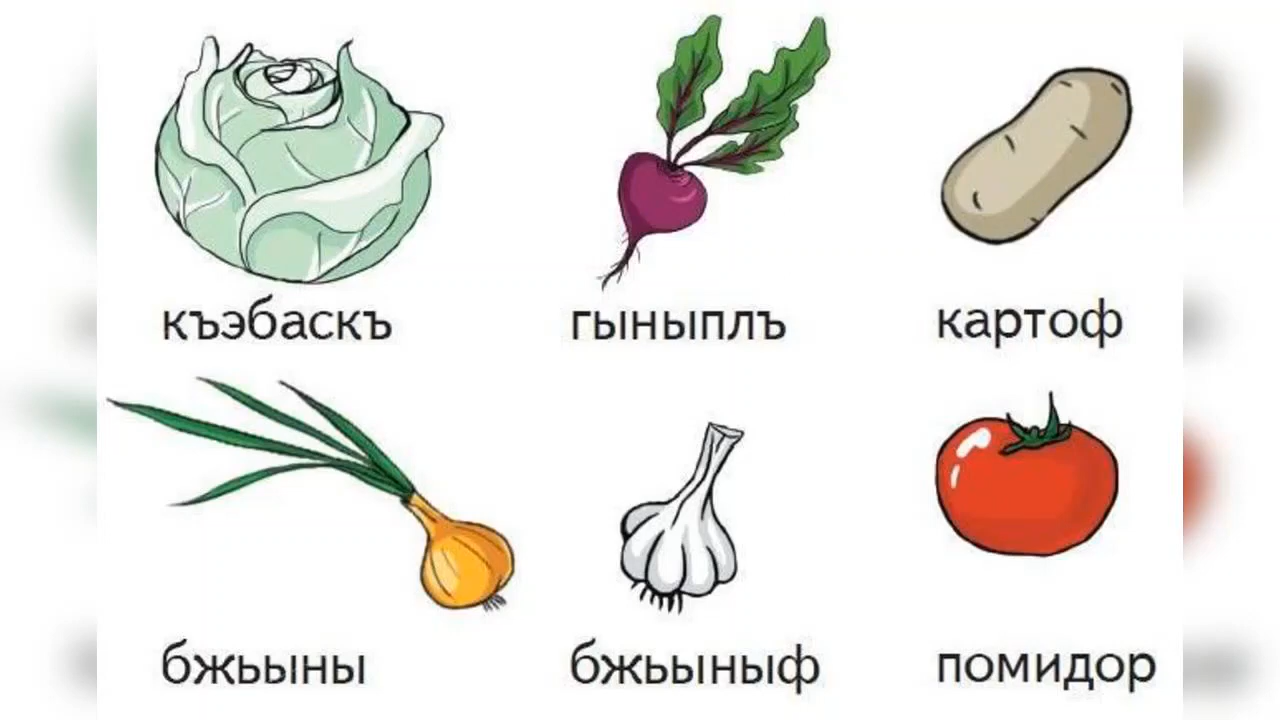 къэбаскъ гыныплъ картоф
бжьыны бжьыныф помидор